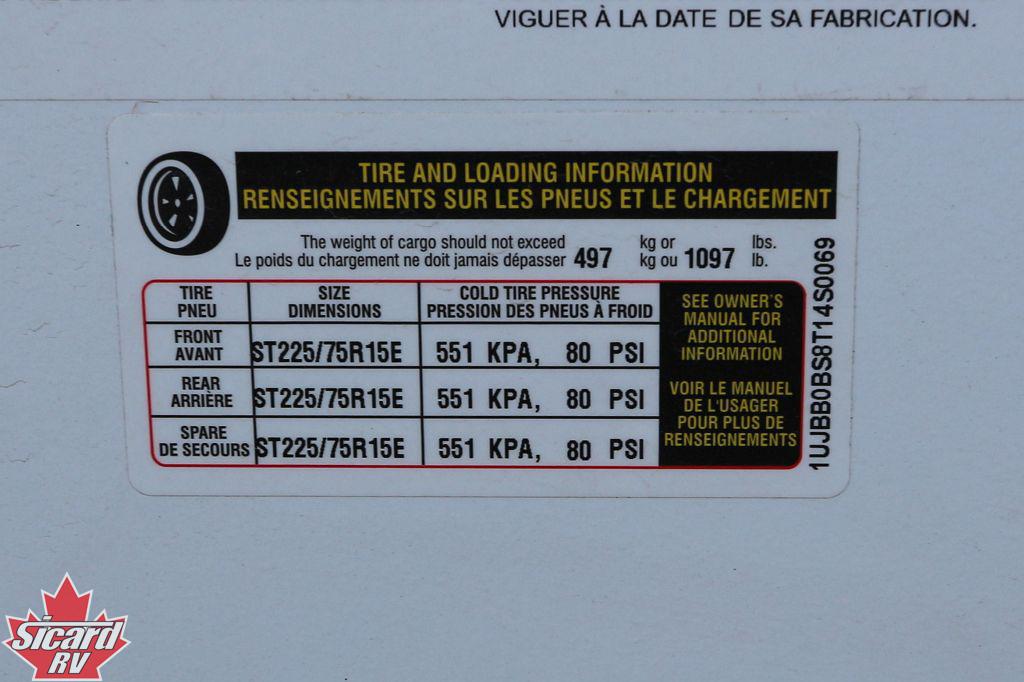 VIGUER À LA DATE DE SA FABRICATION.
TIRE AND LOADING INFORMATION
RENSEIGNEMENTS SUR LES PNEUS ET LE CHARGEMENT
The weight of cargo should not exceed kg or lbs.
Le poids du chargement ne doit jamais dépasser 497 kg ou 1097 lb.
TIRE SIZE COLD TIRE PRESSURE
PNEU DIMENSIONS PRESSION DES PNEUS À FROID
FRONT
AVANT ST225/75R15E 551 KPA, 80 PSI
REAR
ARRIÈRE ST225/75R15E 551 KPA, 80 PSI
SPARE
DE SECOURS ST225/75R15E 551 KPA, 80 PSI
SEE OWNER'S
MANUAL FOR
ADDITIONAL
INFORMATION
VOIR LE MANUEL
DE L'USAGER
POUR PLUS DE
RENSEIGNEMENTS
1UJBB0BS8T14S0069
Sicard
RV